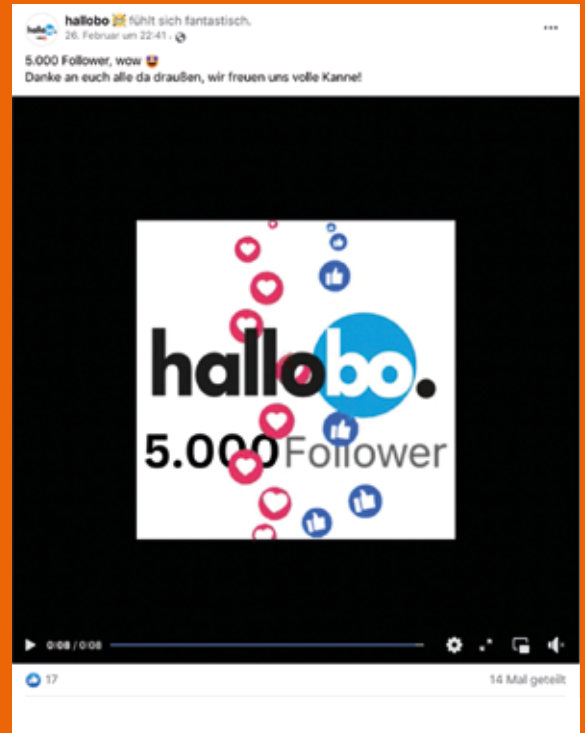 hallobo fühlt sich fantastisch.
26. Februar um 22:41 ·
5.000 Follower, wow
Danke an euch alle da draußen, wir freuen uns volle Kanne!
hallobo.
5.000 Follower
0:08 / 0:08
17
14 Mal geteilt